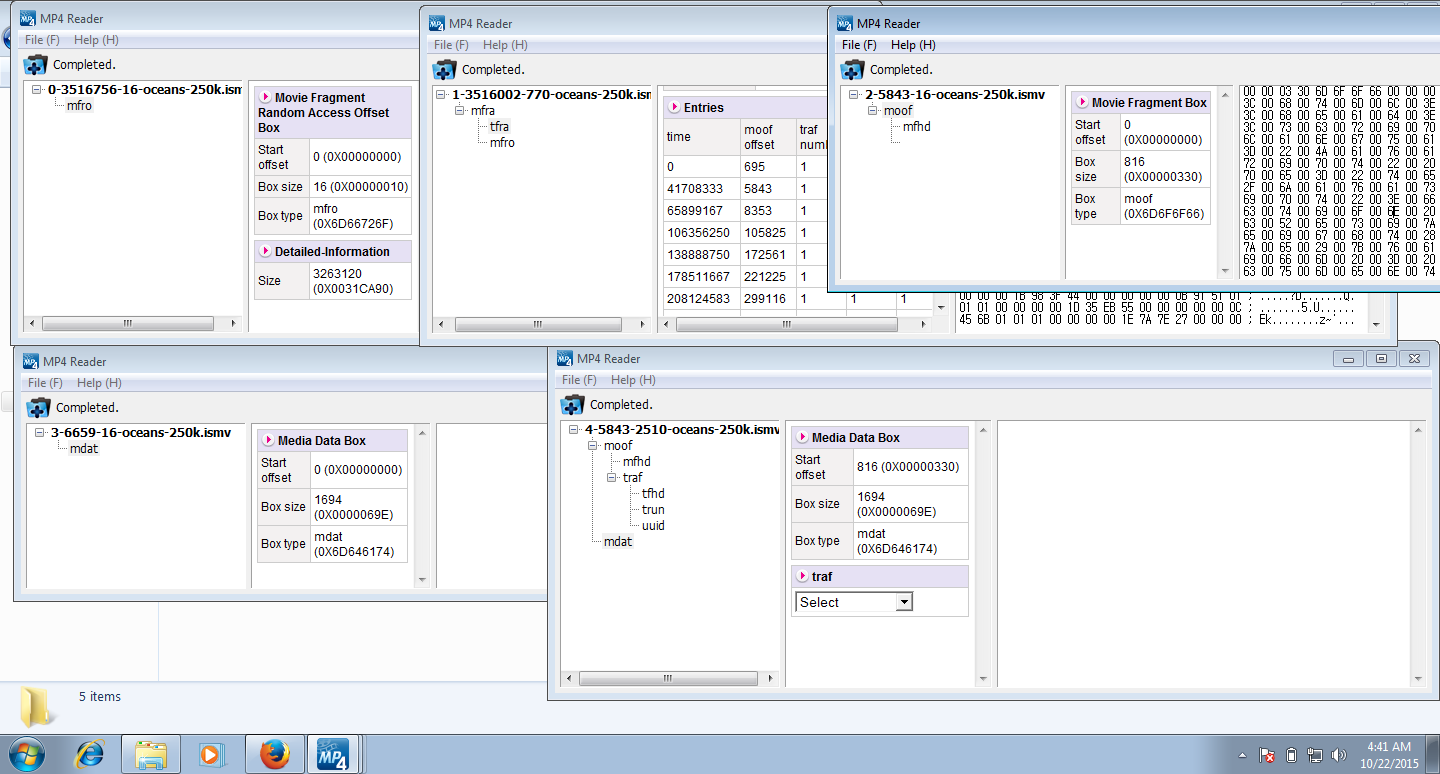 MP4 Reader
File (F) Help (H)
Completed.
0-3516756-16-oceans-250k.ism
mfro
Movie Fragment
Random Access Offset
Box
Start
offset
0 (0X00000000)
Box size
16 (0X00000010)
Box type
mfro
(0X6D66726F)
Detailed-Information
Size
3263120
(0X0031CA90)
MP4 Reader
File (F) Help (H)
Completed.
1-3516002-770-oceans-250k.ism
mfra
tfra
mfro
Entries
time moof offset traf
0 695 1
41708333 5843 1
65899167 8353 1
106356250 105825 1
138888750 172561 1
178511667 221225 1
208124583 299116 1 1 1
00 00 00 1B 98 3F 44 00 00 00 00 0B 91 51 01 ; ......?D.....Q.
01 01 00 00 00 00 1D 35 EB 55 00 00 00 00 00 0C ; .......5.U......
45 6B 01 01 01 00 00 00 00 1E 7A 7E 27 00 00 00 ; Ek........z~'...
MP4 Reader
File (F) Help (H)
Completed.
2-5843-16-oceans-250k.ismv
moof
mfhd
Movie Fragment Box
Start
offset
0
(0X00000000)
Box
size
816
(0X00000330)
Box
type
moof
(0X6D6F6F66)
00 00 03 30 6D 6F 6F 66 00 00 00
3C 00 68 00 74 00 6D 00 6C 00 3E
3C 00 68 00 65 00 61 00 64 00 3E
3C 00 73 00 63 00 72 00 69 00 70
6C 00 61 00 6E 00 67 00 75 00 61
3D 00 22 00 4A 00 61 00 76 00 61
72 00 69 00 70 00 74 00 22 00 20
70 00 65 00 3D 00 22 00 74 00 65
2F 00 6A 00 61 00 76 00 61 00 73
69 00 70 00 74 00 22 00 3E 00 66
63 00 74 00 69 00 6F 00 6E 00 20
63 00 52 00 65 00 73 00 69 00 7A
65 00 69 00 67 00 68 00 74 00 28
7A 00 65 00 29 00 7B 00 76 00 61
69 00 66 00 20 00 28 00 64 00 6F
63 00 75 00 6D 00 65 00 6E 00 74
MP4 Reader
File (F) Help (H)
Completed.
3-6659-16-oceans-250k.ismv
mdat
Media Data Box
Start
offset
0 (0X00000000)
Box size
1694
(0X0000069E)
Box type
mdat
(0X6D646174)
MP4 Reader
File (F) Help (H)
Completed.
4-5843-2510-oceans-250k.ismv
moof
mfhd
traf
tfhd
trun
uuid
mdat
Media Data Box
Start
offset
816 (0X00000330)
Box size
1694
(0X0000069E)
Box type
mdat
(0X6D646174)
traf
Select
5 items
MP4
4:41 AM
10/22/2015